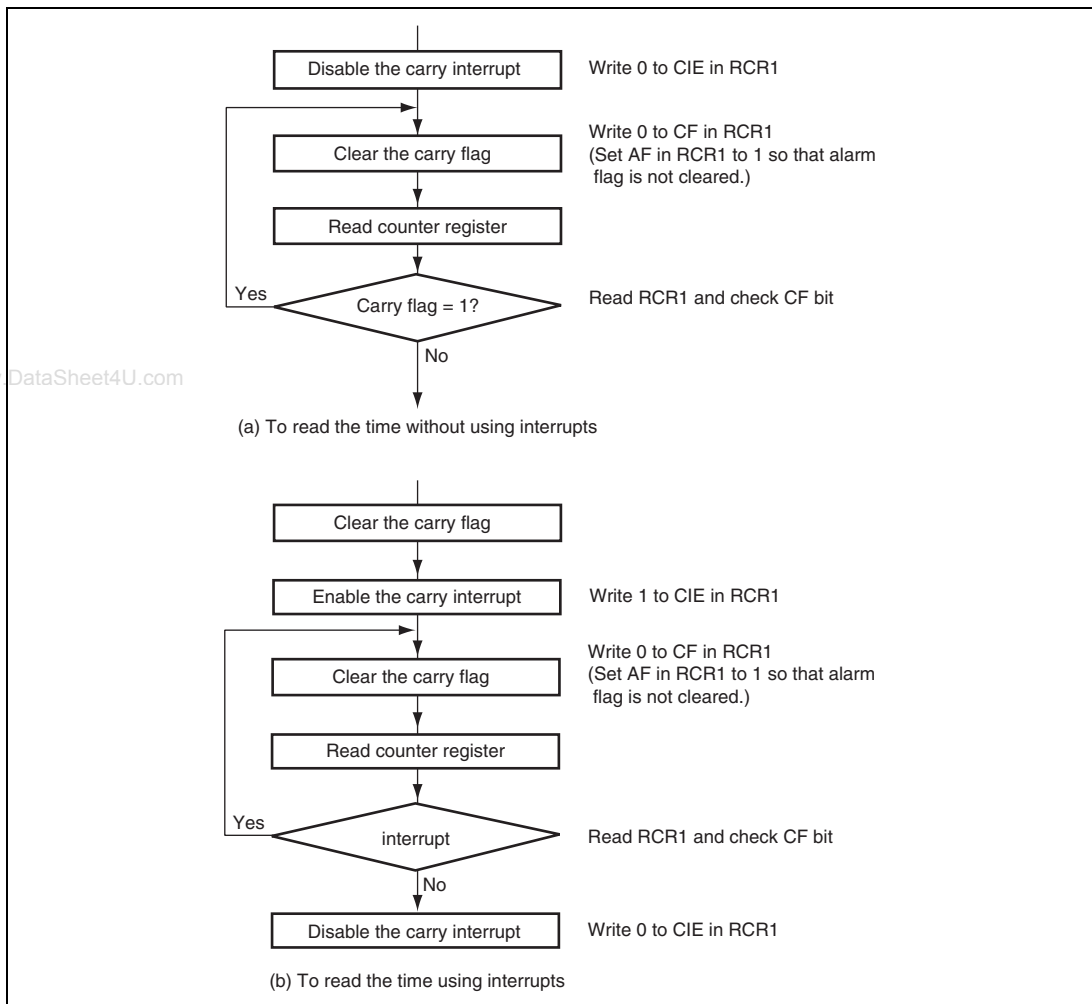 Disable the carry interrupt
Write 0 to CIE in RCR1
Clear the carry flag
Write 0 to CF in RCR1
(Set AF in RCR1 to 1 so that alarm
flag is not cleared.)
Read counter register
Yes
Carry flag = 1?
Read RCR1 and check CF bit
No
.DataSheet4U.com
(a) To read the time without using interrupts
Clear the carry flag
Enable the carry interrupt
Write 1 to CIE in RCR1
Clear the carry flag
Write 0 to CF in RCR1
(Set AF in RCR1 to 1 so that alarm
flag is not cleared.)
Read counter register
Yes
interrupt
Read RCR1 and check CF bit
No
Disable the carry interrupt
Write 0 to CIE in RCR1
(b) To read the time using interrupts